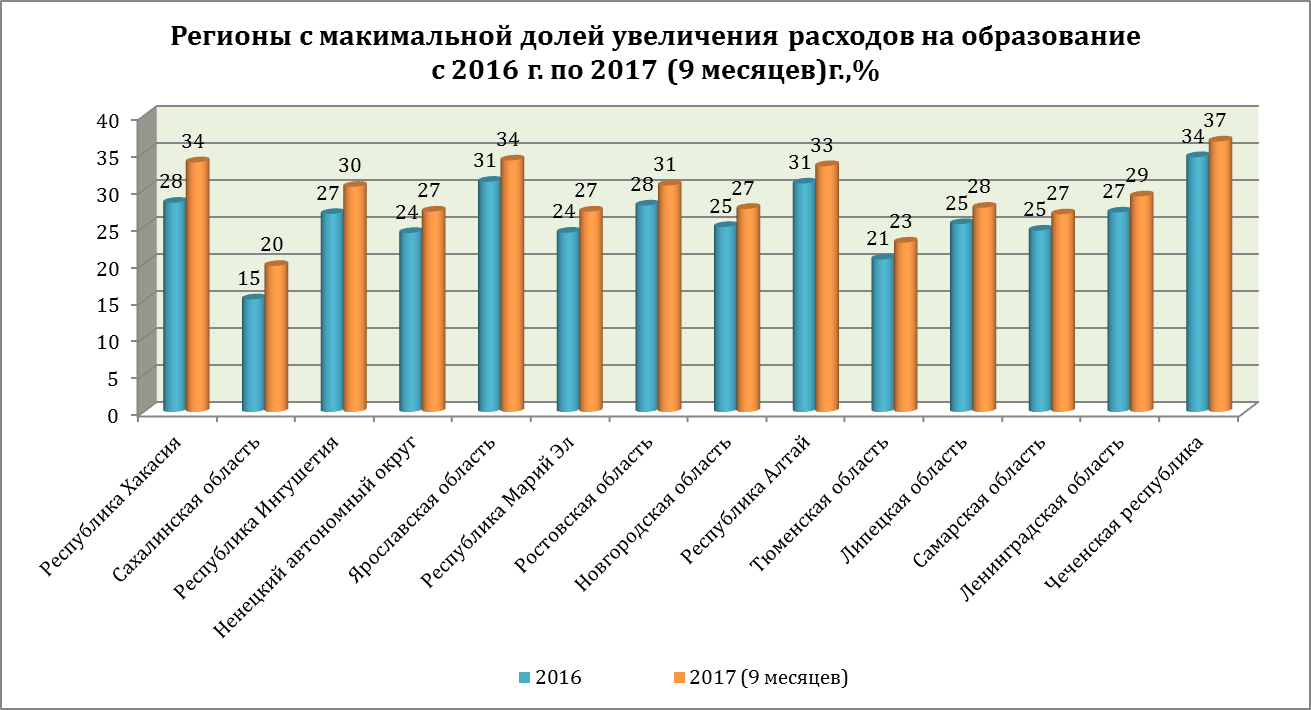 Регионы с макимальной долей увеличения расходов на образование
с 2016 г. по 2017 (9 месяцев)г.,%
40
35
30
25
20
15
10
5
0
28 34
15 20
27 30
24 27
31 34
24 27
28 31
25 27
31 33
21 23
25 28
25 27
27 29
34 37
Республика Хакасия
Сахалинская область
Республика Ингушетия
Ненецкий автономный округ
Ярославская область
Республика Марий Эл
Ростовская область
Новгородская область
Республика Алтай
Тюменская область
Липецкая область
Самарская область
Ленинградская область
Чеченская республика
2016
2017 (9 месяцев)